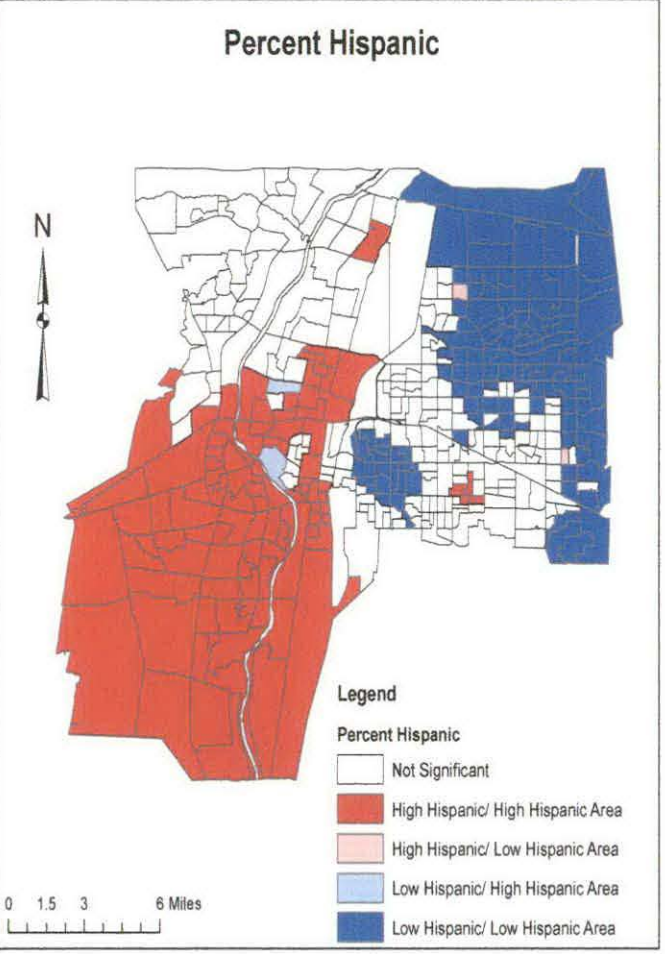 Percent Hispanic
N
Legend
Percent Hispanic
Not Significant
High Hispanic/ High Hispanic Area
High Hispanic/ Low Hispanic Area
Low Hispanic/ High Hispanic Area
Low Hispanic/ Low Hispanic Area
0 1.5 3 6 Miles